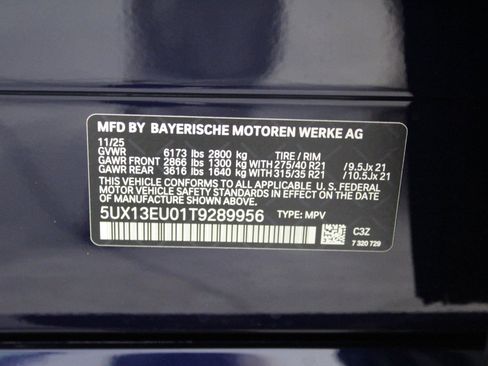 MFD BY BAYERISCHE MOTOREN WERKE AG
11/25
GVWR 6173 lbs 2800 kg TIRE / RIM
GAWR FRONT 2866 lbs 1300 kg WITH 275/40 R21 / 9.5Jx 21
GAWR REAR 3616 lbs 1640 kg WITH 315/35 R21 / 10.5Jx 21
THIS VEHICLE CONFORMS TO ALL APPLICABLE U.S. FEDERAL
MOTOR VEHICLE SAFETY STANDARDS IN EFFECT ON THE DATE
OF MANUFACTURE SHOWN ABOVE.
5UX13EU01T9289956 TYPE: MPV
C3Z
7 320 729